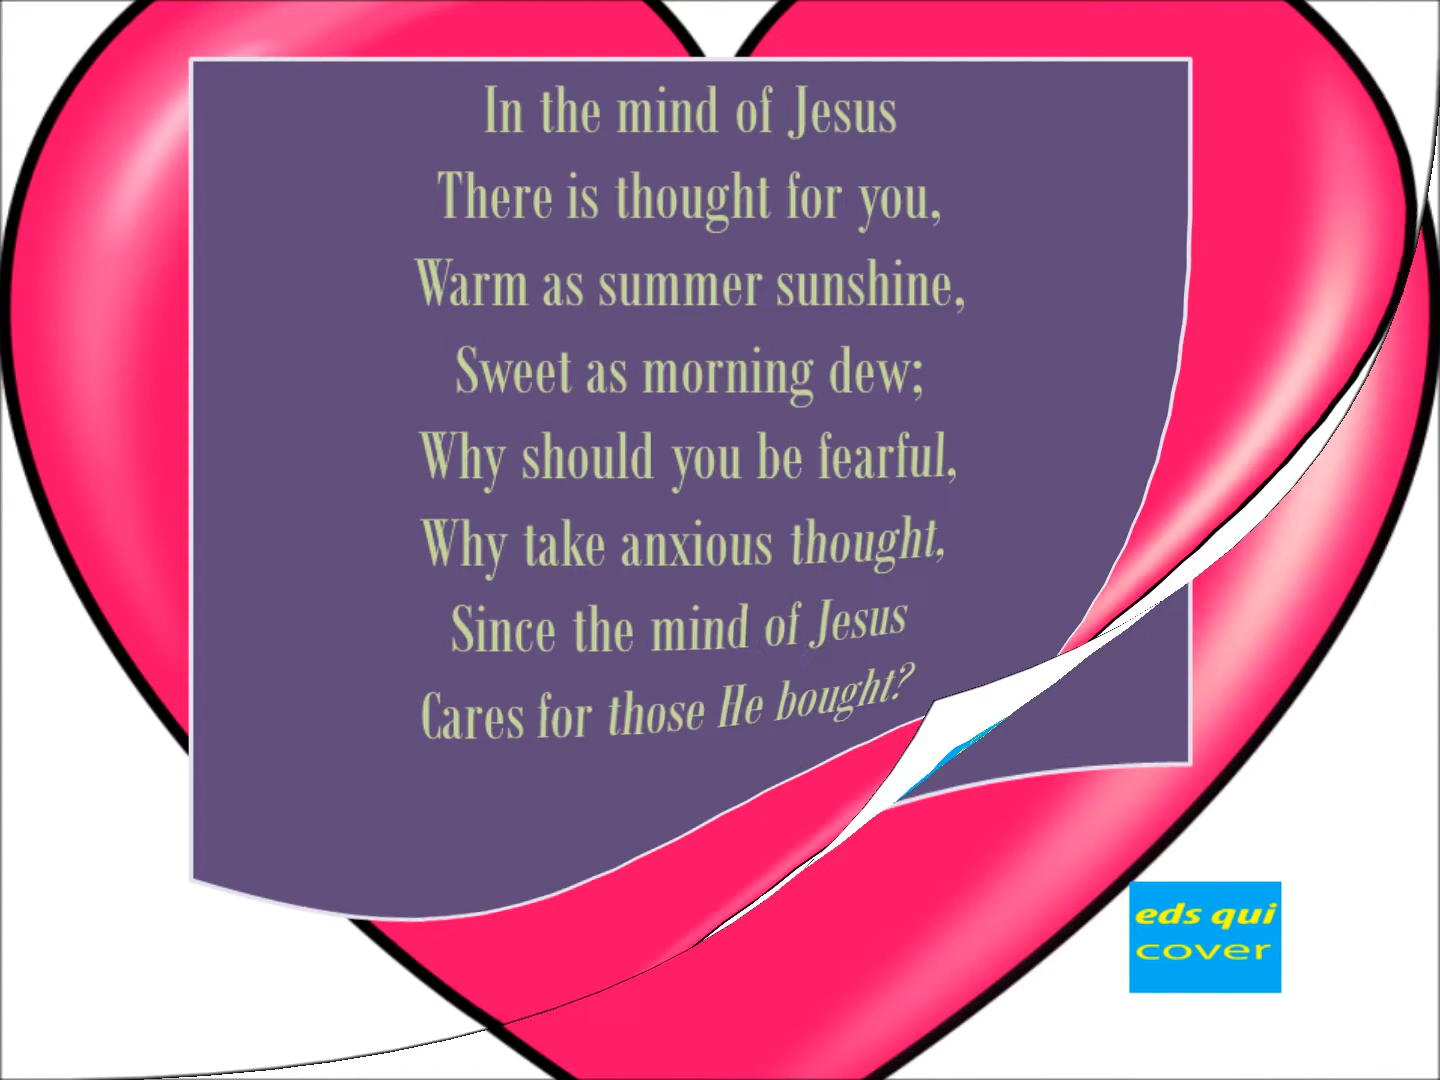 In the mind of Jesus
There is thought for you,
Warm as summer sunshine,
Sweet as morning dew;
Why should you be fearful,
Why take anxious thought,
Since the mind of Jesus
Cares for those He bought?
eds qui
cover